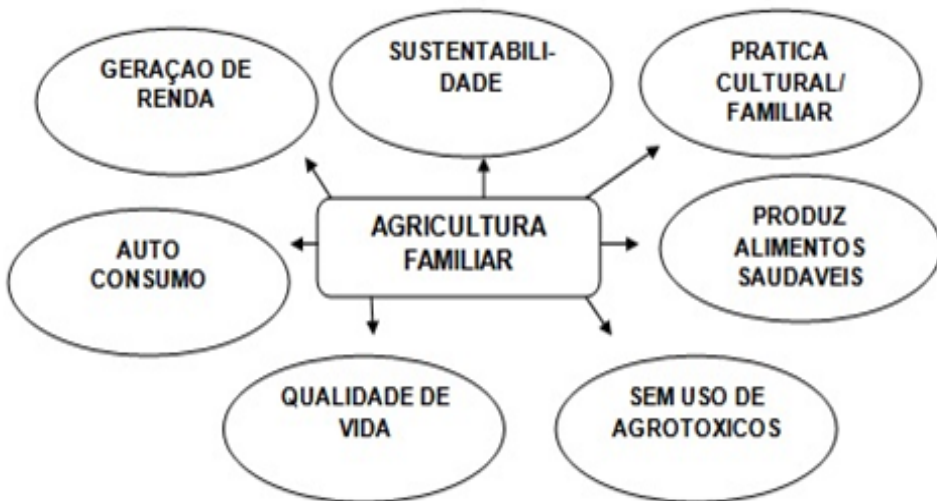 GERAÇAO DE
RENDA
SUSTENTABILI-
DADE
PRATICA
CULTURAL/
FAMILIAR
AUTO
CONSUMO
AGRICULTURA
FAMILIAR
PRODUZ
ALIMENTOS
SAUDAVEIS
QUALIDADE DE
VIDA
SEM USO DE
AGROTOXICOS